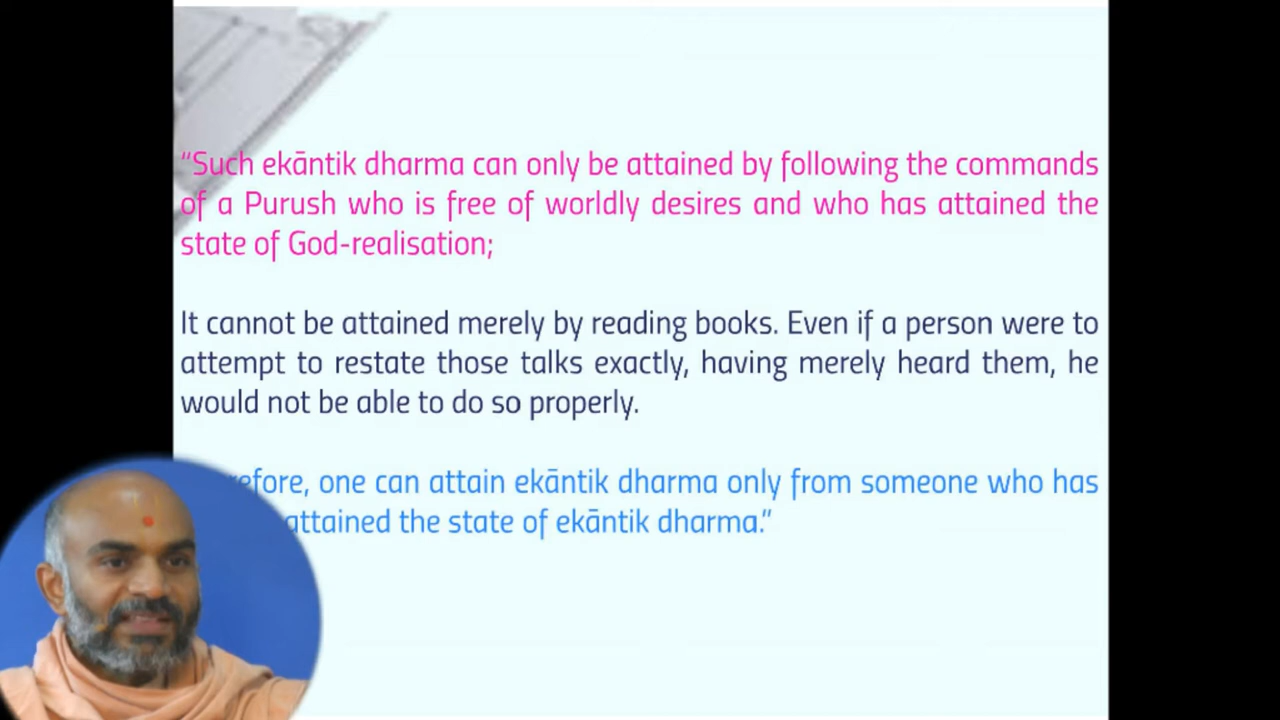 “Such ekāntik dharma can only be attained by following the commands
of a Purush who is free of worldly desires and who has attained the
state of God-realisation;
It cannot be attained merely by reading books. Even if a person were to
attempt to restate those talks exactly, having merely heard them, he
would not be able to do so properly.
efore, one can attain ekāntik dharma only from someone who has
attained the state of ekāntik dharma.”